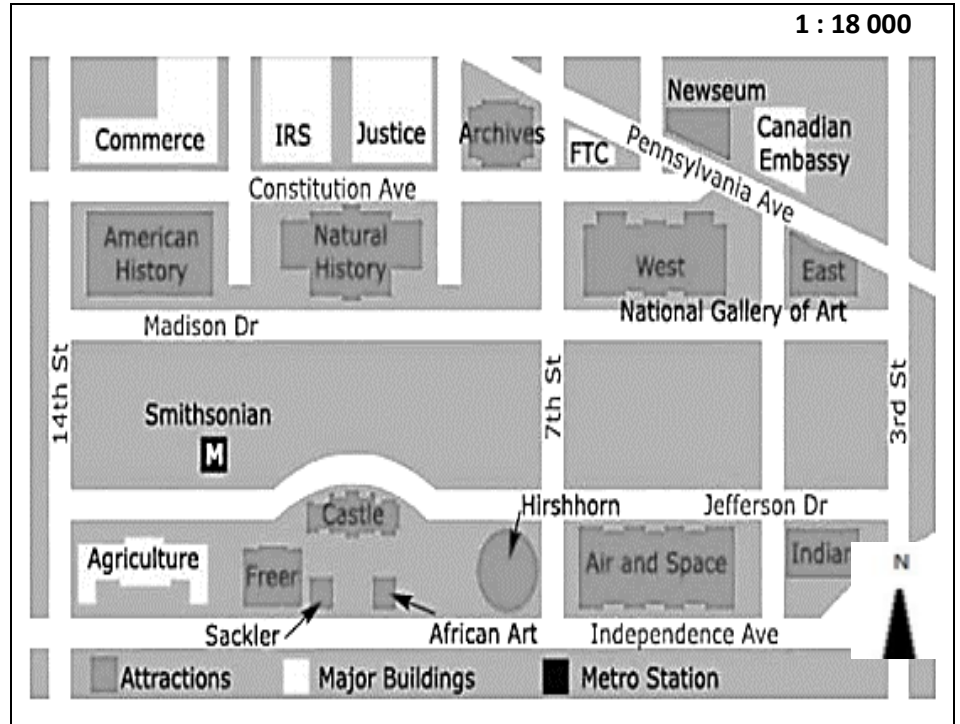 1 : 18 000
Newseum
Commerce
IRS
Justice
Archives
FTC
Canadian
Embassy
Pennsylvania Ave
Constitution Ave
American
History
Natural
History
West
East
National Gallery of Art
Madison Dr
14th St
7th St
3rd St
Smithsonian
M
Castle
Hirshhorn
Jefferson Dr
Agriculture
Freer
Air and Space
Indian
N
Sackler
African Art
Independence Ave
Attractions
Major Buildings
Metro Station